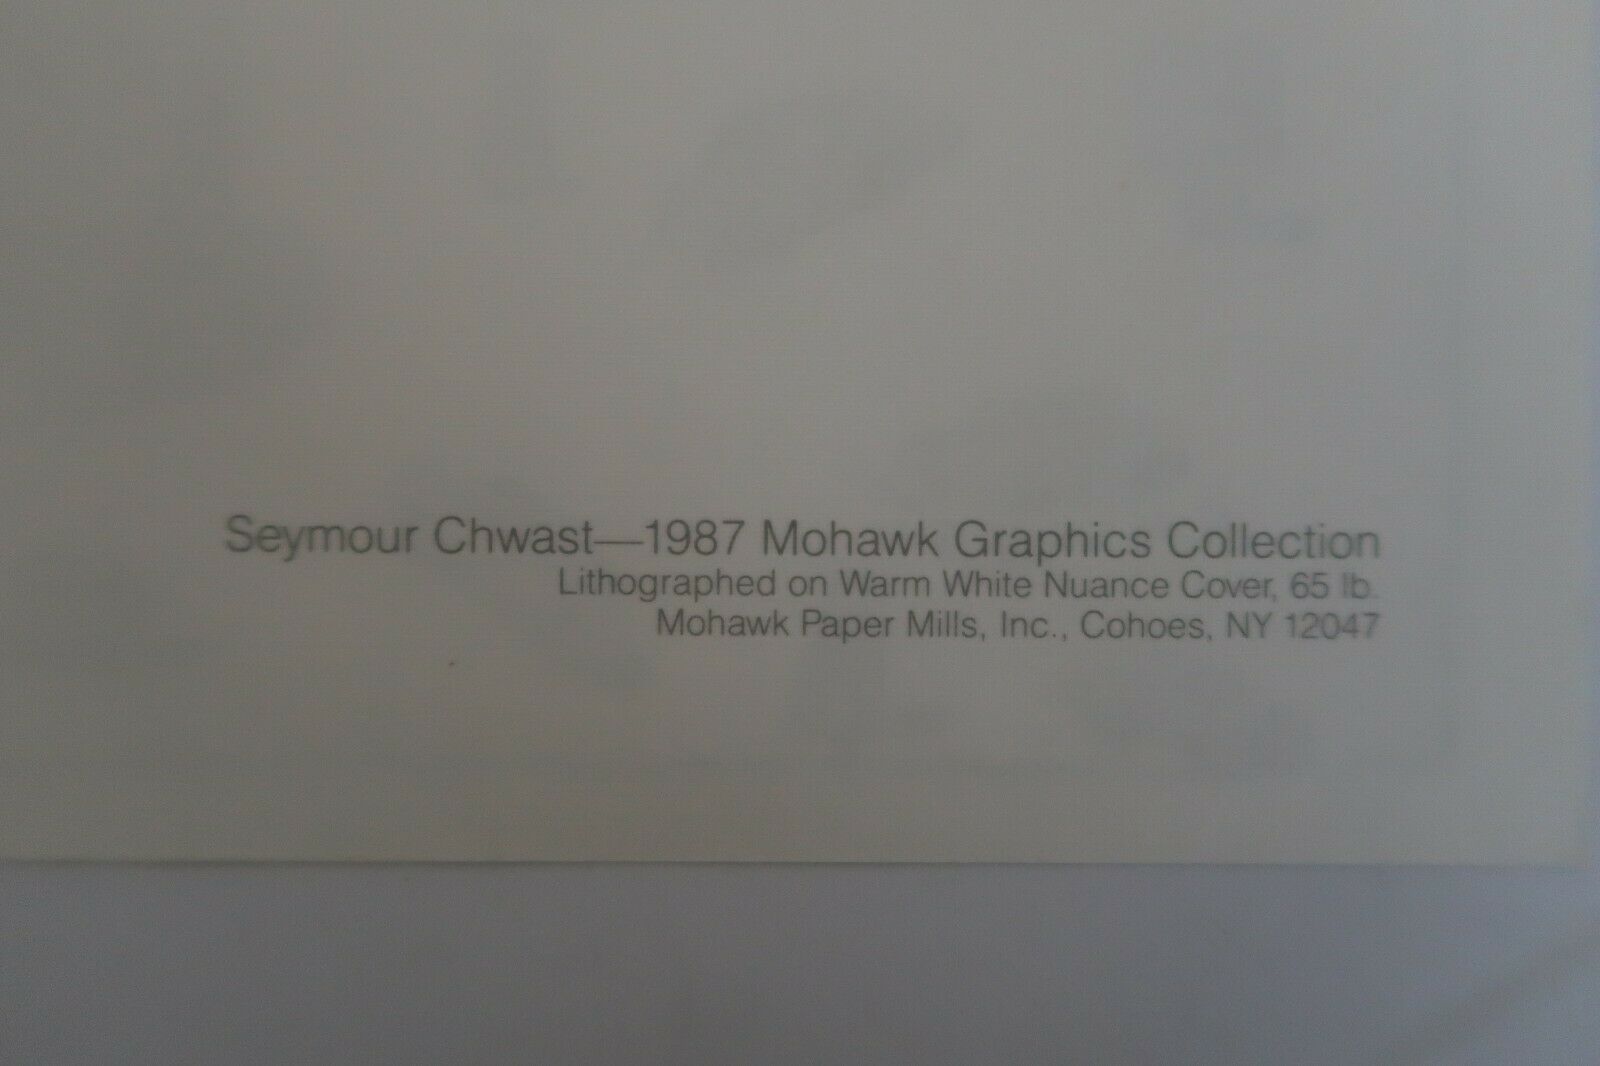 Seymour Chwast—1987 Mohawk Graphics Collection
Lithographed on Warm White Nuance Cover, 65 lb.
Mohawk Paper Mills, Inc., Cohoes, NY 12047